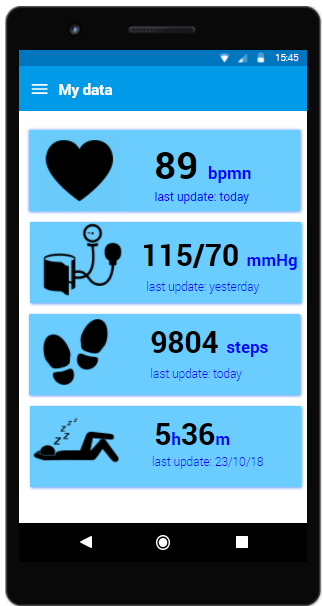 15:45
My data
89 bpmn
last update: today
115/70 mmHg
last update: yesterday
9804 steps
last update: today
z z z z
5h36m
last update: 23/10/18